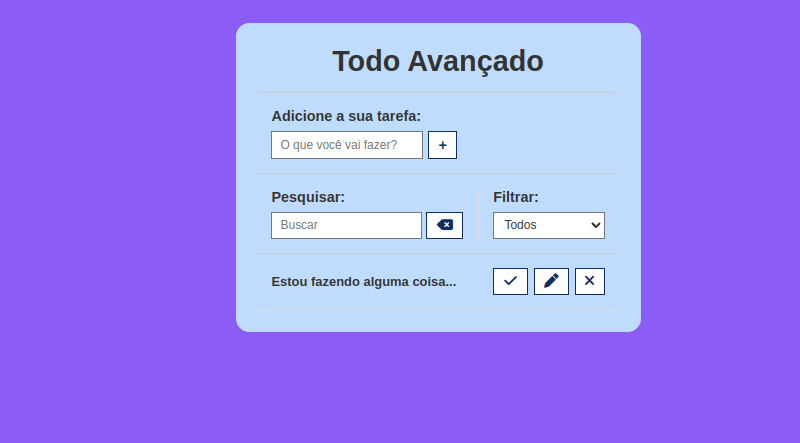 Todo Avançado
Adicione a sua tarefa:
O que você vai fazer? +
Pesquisar: Filtrar:
Buscar Todos
Estou fazendo alguma coisa...